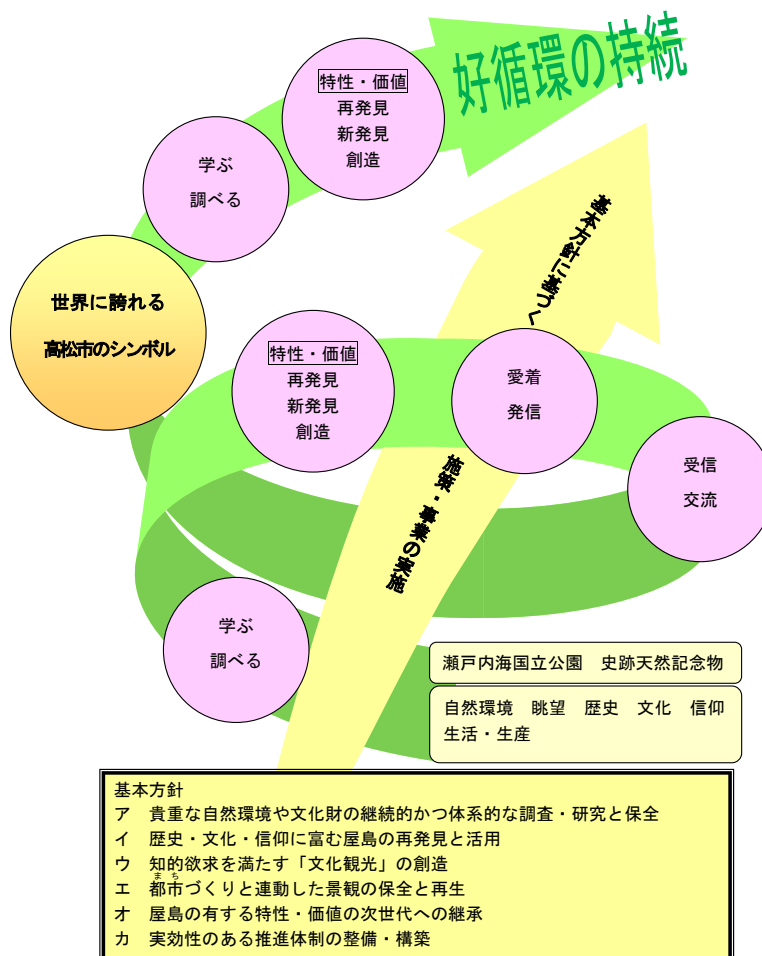 好循環の持続
特性・価値
再発見
新発見
創造
学ぶ
調べる
世界に誇れる
高松市のシンボル
基本方針に基づく
施策・事業の実施
特性・価値
再発見
新発見
創造
愛着
発信
受信
交流
学ぶ
調べる
瀬戸内海国立公園　史跡天然記念物
自然環境　眺望　歴史　文化　信仰
生活・生産
基本方針
ア　貴重な自然環境や文化財の継続的かつ体系的な調査・研究と保全
イ　歴史・文化・信仰に富む屋島の再発見と活用
ウ　知的欲求を満たす「文化観光」の創造
まち
エ　都市づくりと連動した景観の保全と再生
オ　屋島の有する特性・価値の次世代への継承
カ　実効性のある推進体制の整備・構築